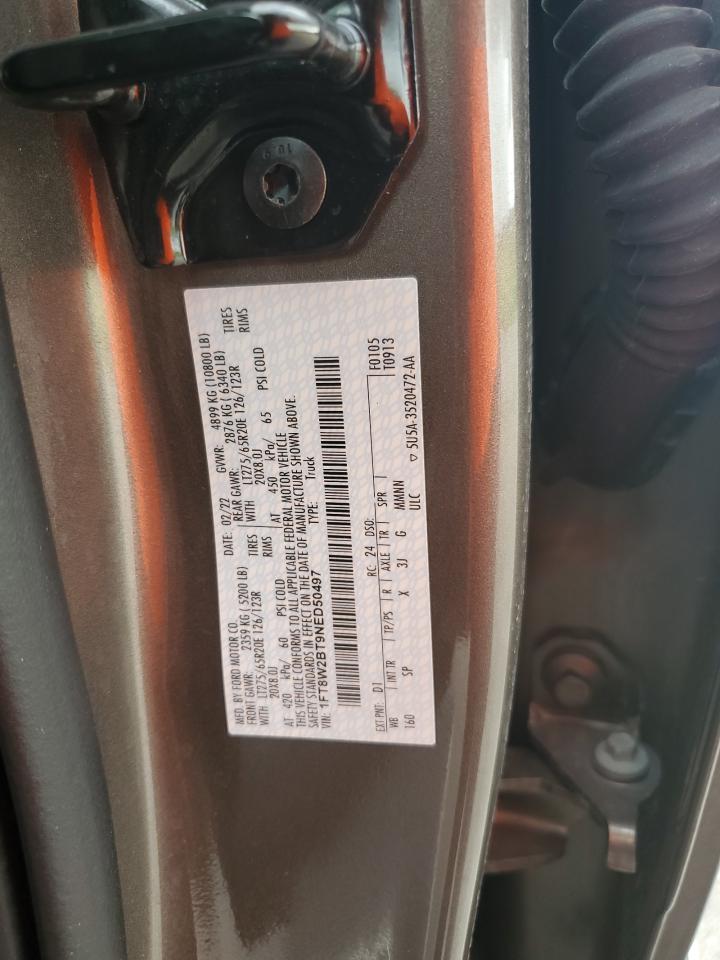 10.9
MFD. BY FORD MOTOR CO. DATE: 02/22 GVWR: 4899 KG (10800 LB)
FRONT GAWR: 2359 KG (5200 LB) REAR GAWR: 2876 KG (6340 LB)
WITH LT275/65R20E 126/123R TIRES WITH LT275/65R20E 126/123R TIRES
20X8.0J RIMS 20X8.0J RIMS
AT 420 kPa/ 60 PSI COLD AT 450 kPa/ 65 PSI COLD
THIS VEHICLE CONFORMS TO ALL APPLICABLE FEDERAL MOTOR VEHICLE
SAFETY STANDARDS IN EFFECT ON THE DATE OF MANUFACTURE SHOWN ABOVE.
VIN: 1FT8W2BT9NED50497 TYPE: Truck
F0105
T0913
EXT PNT: D1 RC: 24 DSO:
WB INT TR TP/PS R AXLE TR SPR
160 SP X 3J G MMNN
ULC ▽ 5U5A-3520472-AA